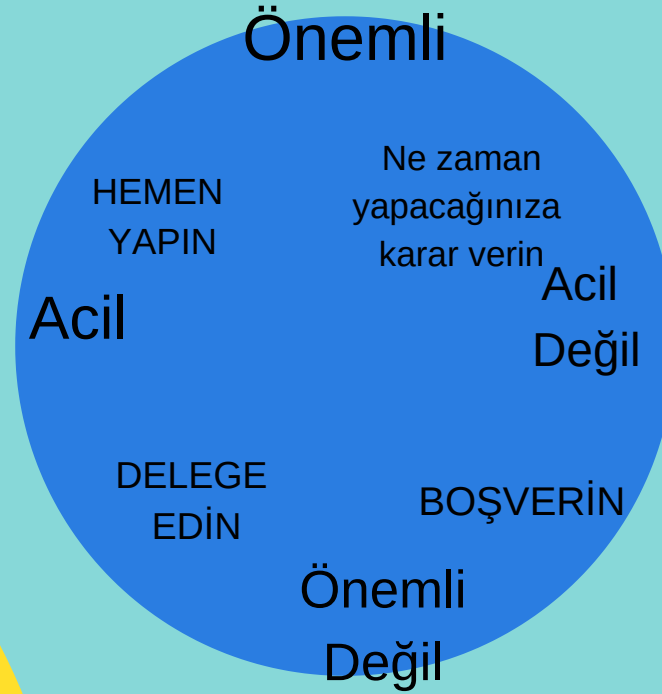 Önemli
HEMEN
YAPIN
Ne zaman
yapacağınıza
karar verin
Acil
Acil
Değil
DELEGE
EDİN
BOŞVERİN
Önemli
Değil